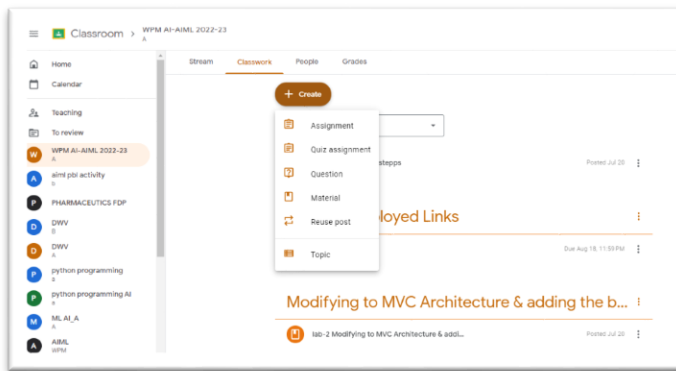 Classroom > WPM AI-AIML 2022-23
A
Home
Calendar
Teaching
To review
W WPM AI-AIML 2022-23
A
A aiml pbl activity
P PHARMACEUTICS FDP
D DWV
B
D DWV
A
P python programming
P python programming AI
M ML AI_A
A
A AIML
WPM
Stream Classwork People Grades
+ Create
Assignment
Quiz assignment
Question
Material
Reuse post
Topic
stepps Posted Jul 20
loyed Links
Due Aug 18, 11:59 PM
Modifying to MVC Architecture & adding the b...
lab-2 Modifying to MVC Architecture & addi... Posted Jul 20